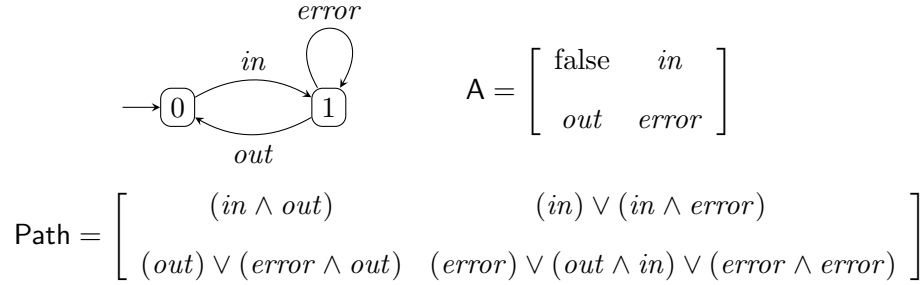 error
in
0 1
out
A = [ false in
out error ]
Path = [ (in ∧ out) (in) ∨ (in ∧ error)
(out) ∨ (error ∧ out) (error) ∨ (out ∧ in) ∨ (error ∧ error) ]